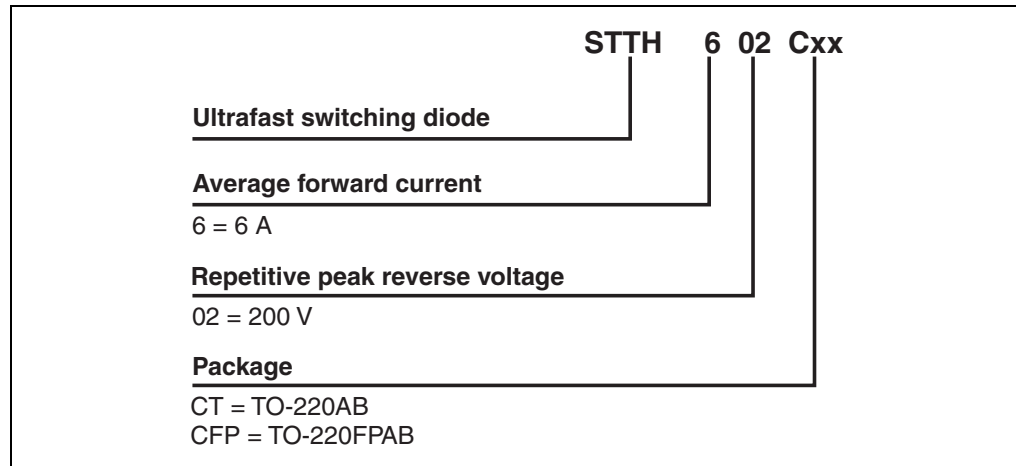 STTH 6 02 Cxx
Ultrafast switching diode
Average forward current
6 = 6 A
Repetitive peak reverse voltage
02 = 200 V
Package
CT = TO-220AB
CFP = TO-220FPAB